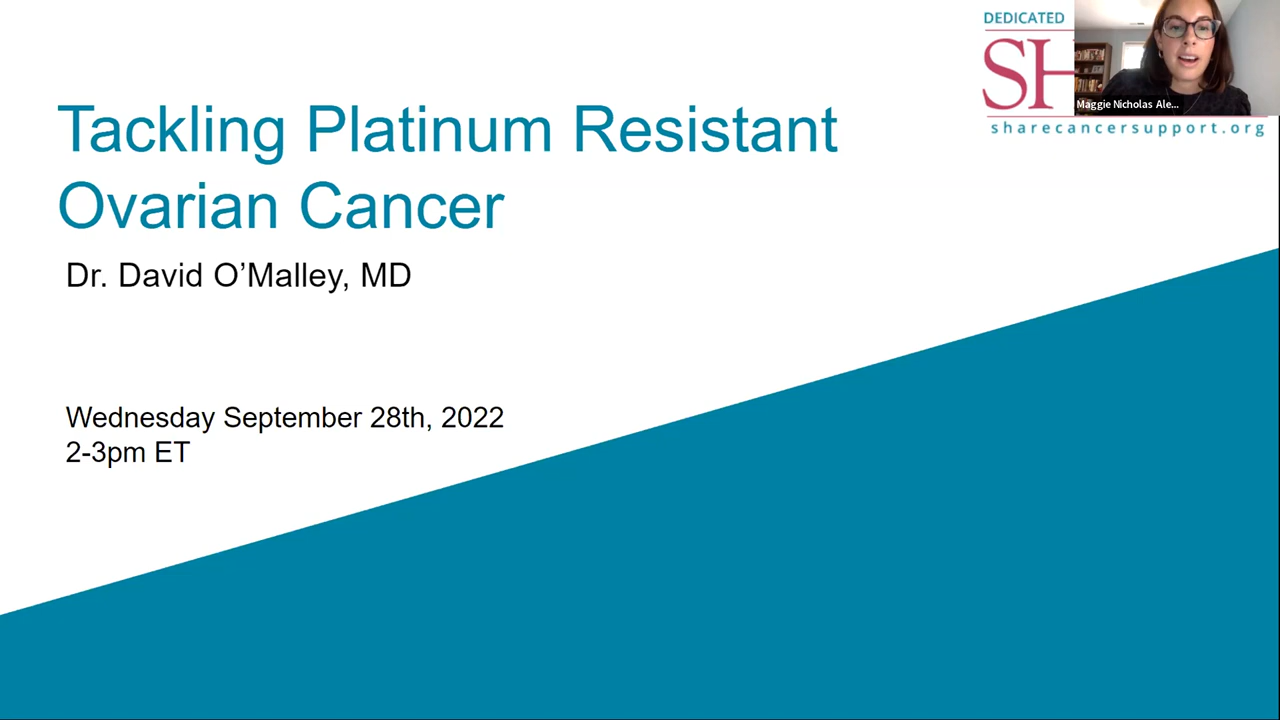 DEDICATED
SH
Maggie Nicholas Ale...
sharecancersupport.org
Tackling Platinum Resistant
Ovarian Cancer
Dr. David O’Malley, MD
Wednesday September 28th, 2022
2-3pm ET